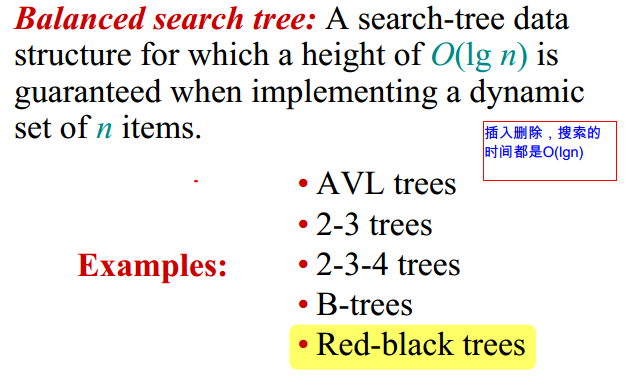 Balanced search tree: A search-tree data
structure for which a height of O(lg n) is
guaranteed when implementing a dynamic
set of n items.
插入删除，搜索的
时间都是O(lgn)
• AVL trees
• 2-3 trees
Examples:
• 2-3-4 trees
• B-trees
• Red-black trees